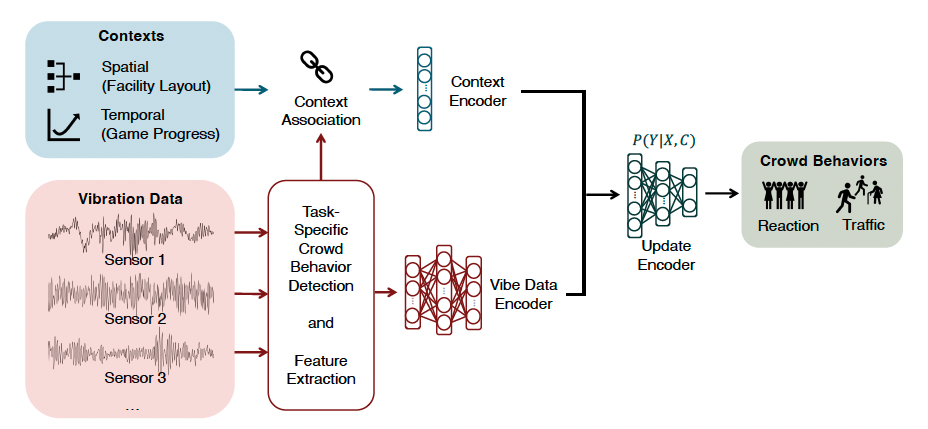 Contexts
Spatial
(Facility Layout)
Temporal
(Game Progress)
Context
Association
Context
Encoder
Vibration Data
Sensor 1
Sensor 2
Sensor 3
...
Task-
Specific
Crowd
Behavior
Detection
and
Feature
Extraction
Vibe Data
Encoder
P(Y|X,C)
Update
Encoder
Crowd Behaviors
Reaction
Traffic